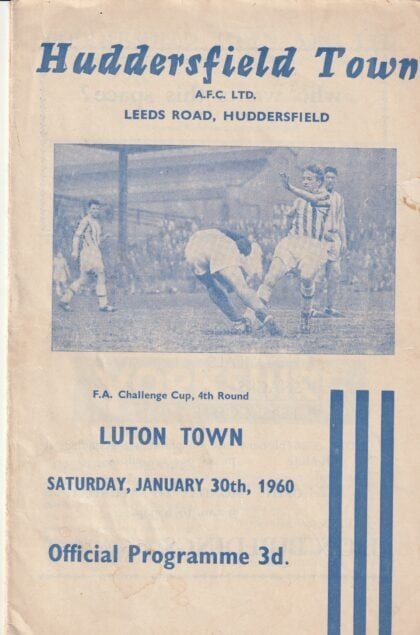 Huddersfield Town
A.F.C. LTD.
LEEDS ROAD, HUDDERSFIELD
F.A. Challenge Cup, 4th Round
LUTON TOWN
SATURDAY, JANUARY 30th, 1960
Official Programme 3d.